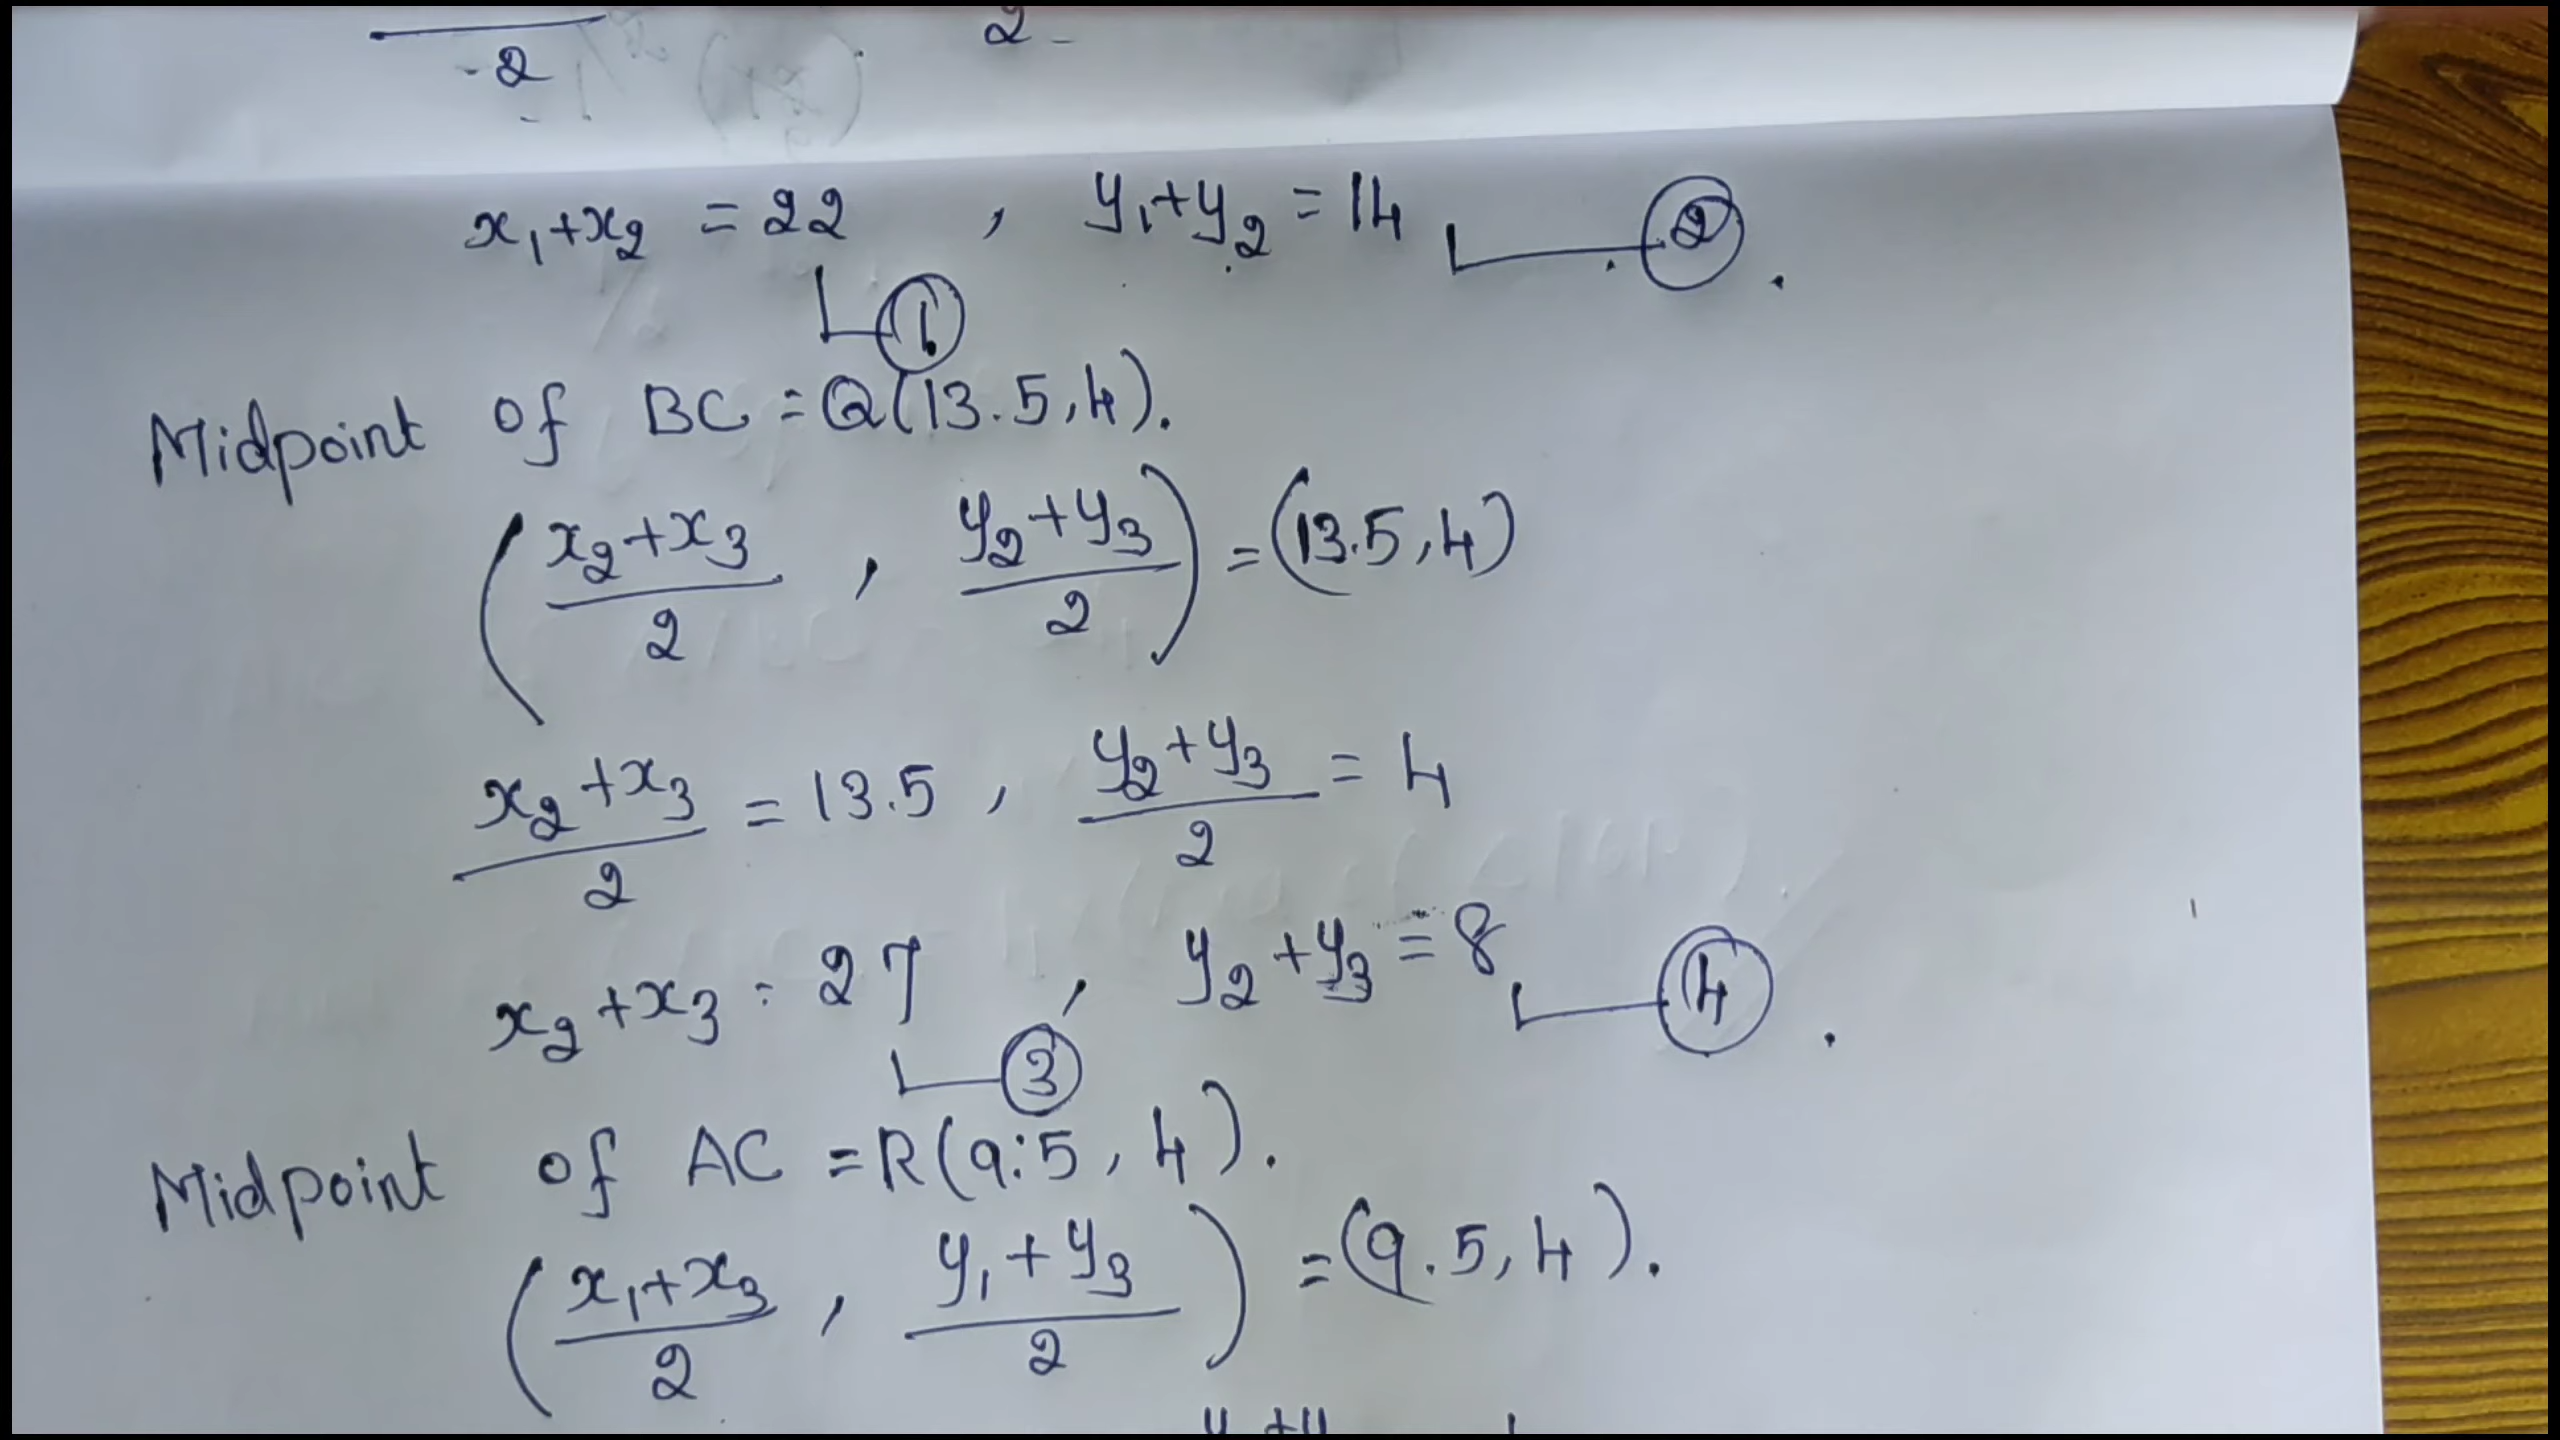 2 2
x₁+x₂ = 22 , y₁+y₂ = 14 ②.
①
Midpoint of BC = Q(13.5,4).
(x₂+x₃/2 , y₂+y₃/2) = (13.5,4)
x₂+x₃/2 = 13.5 , y₂+y₃/2 = 4
x₂+x₃ = 27 , y₂+y₃ = 8 ④.
③
Midpoint of AC = R(9.5, 4).
(x₁+x₃/2 , y₁+y₃/2) = (9.5,4).